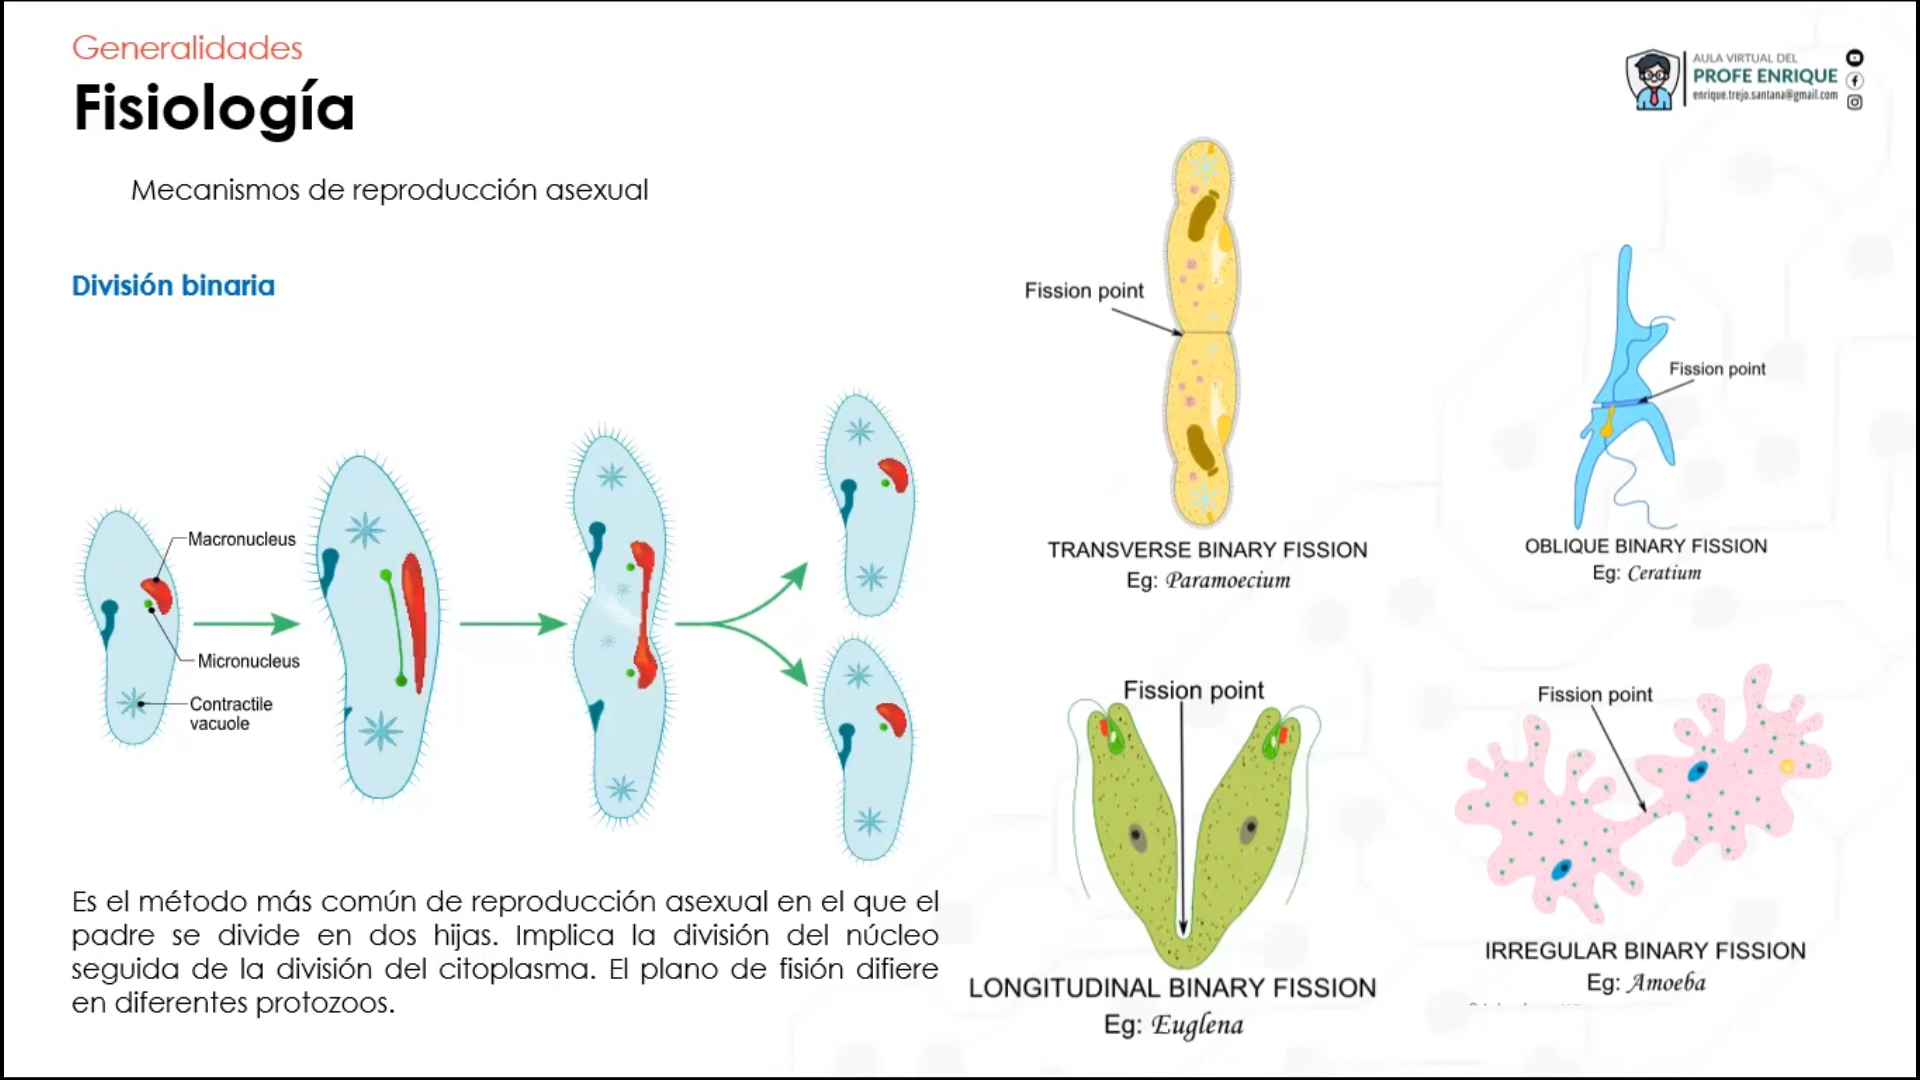 Generalidades
Fisiología
AULA VIRTUAL DEL
PROFE ENRIQUE
enrique.trejo.santana@gmail.com
Mecanismos de reproducción asexual
División binaria
Macronucleus
Micronucleus
Contractile
vacuole
Es el método más común de reproducción asexual en el que el
padre se divide en dos hijas. Implica la división del núcleo
seguida de la división del citoplasma. El plano de fisión difiere
en diferentes protozoos.
Fission point
TRANSVERSE BINARY FISSION
Eg: Paramoecium
Fission point
OBLIQUE BINARY FISSION
Eg: Ceratium
Fission point
LONGITUDINAL BINARY FISSION
Eg: Euglena
Fission point
IRREGULAR BINARY FISSION
Eg: Amoeba